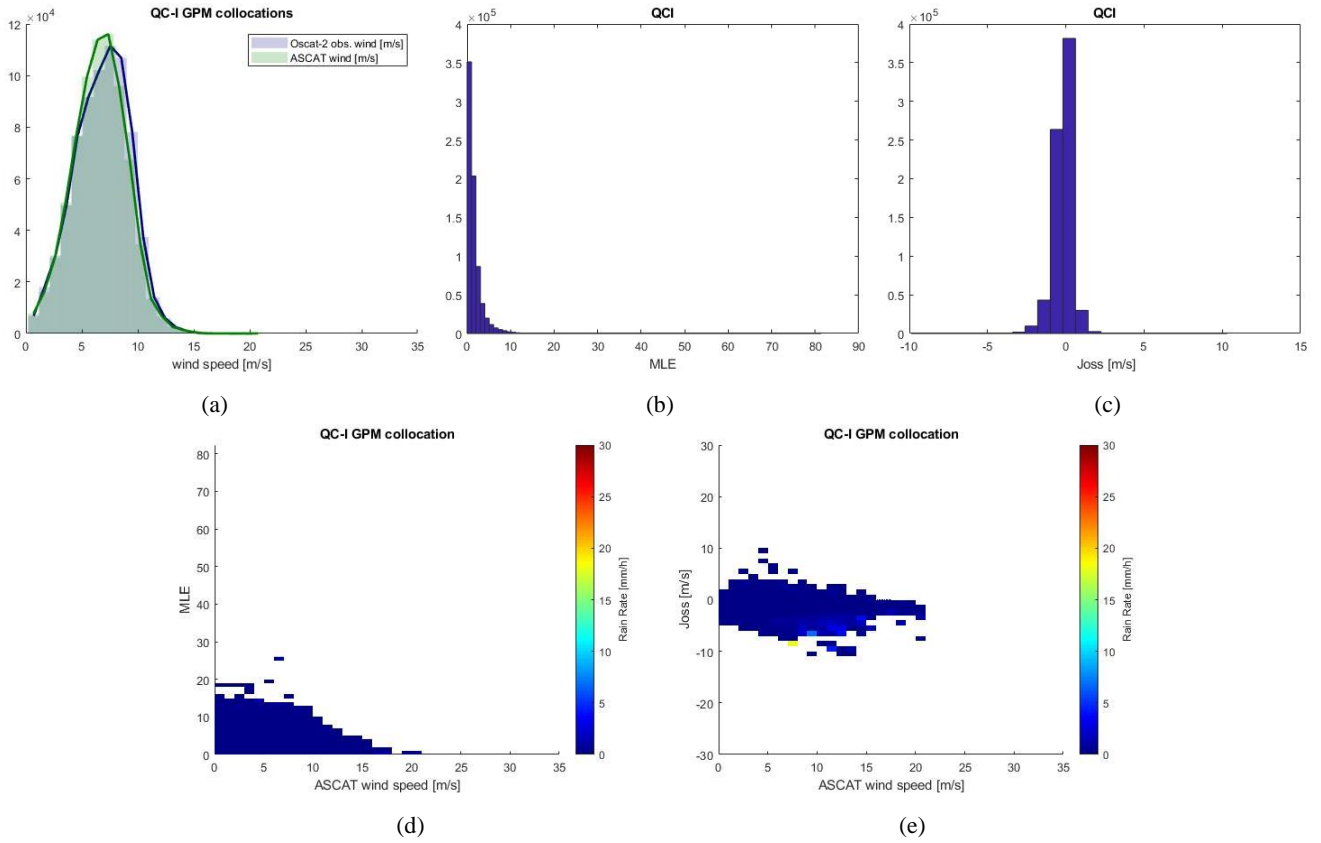 QC-I GPM collocations
×10^4
12
10
8
6
4
2
0
Oscat-2 obs. wind [m/s]
ASCAT wind [m/s]
0 5 10 15 20 25 30 35
wind speed [m/s]
(a)
QCI
×10^5
4
3.5
3
2.5
2
1.5
1
0.5
0
0 10 20 30 40 50 60 70 80 90
MLE
(b)
QCI
×10^5
4
3.5
3
2.5
2
1.5
1
0.5
0
-10 -5 0 5 10 15
Joss [m/s]
(c)
QC-I GPM collocation
MLE
80
70
60
50
40
30
20
10
0
0 5 10 15 20 25 30 35
ASCAT wind speed [m/s]
30
25
20
15
10
5
0
Rain Rate [mm/h]
(d)
QC-I GPM collocation
Joss [m/s]
30
20
10
0
-10
-20
-30
0 5 10 15 20 25 30 35
ASCAT wind speed [m/s]
30
25
20
15
10
5
0
Rain Rate [mm/h]
(e)